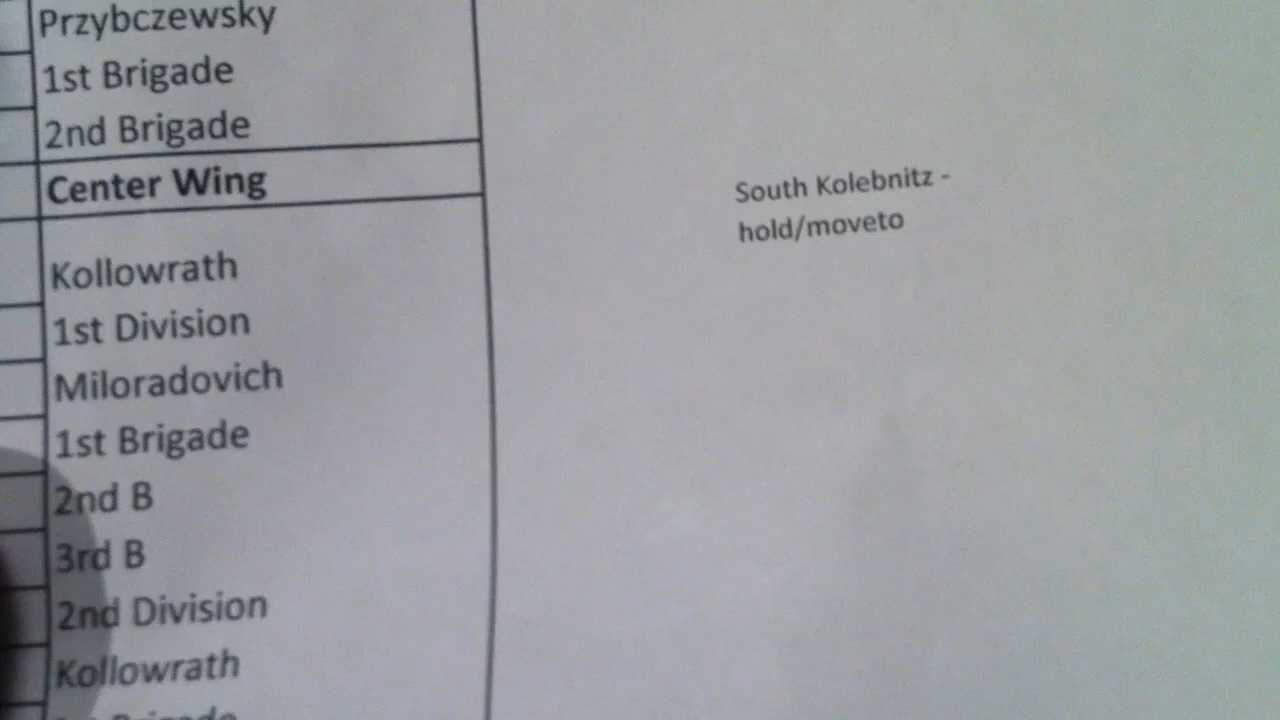 Przybczewsky
1st Brigade
2nd Brigade
Center Wing
South Kolebnitz -
hold/moveto
Kollowrath
1st Division
Miloradovich
1st Brigade
2nd B
3rd B
2nd Division
Kollowrath
Brigade